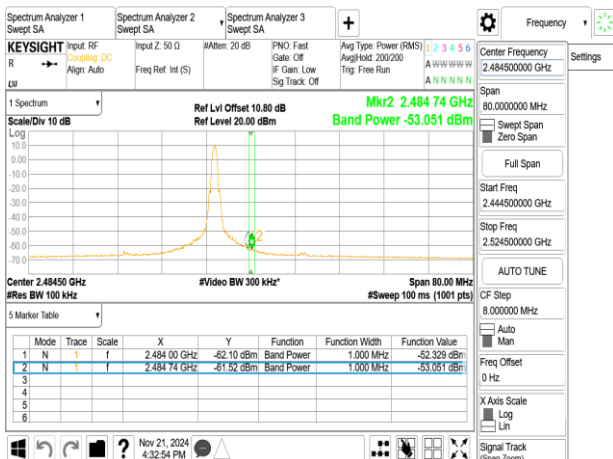 Spectrum Analyzer 1
Swept SA
Spectrum Analyzer 2
Swept SA
Spectrum Analyzer 3
Swept SA
+
Frequency
KEYSIGHT
R
Input: RF
Coupling: DC
Align: Auto
Input Z: 50 Ω
Freq Ref: Int (S)
#Atten: 20 dB
PNO: Fast
Gate: Off
IF Gain: Low
Sig Track: Off
Avg Type: Power (RMS)
Avg|Hold: 200/200
Trig: Free Run
1 2 3 4 5 6
A W W W W W
A N N N N N
1 Spectrum
Scale/Div 10 dB
Ref Lvl Offset 10.80 dB
Ref Level 20.00 dBm
Mkr2 2.484 74 GHz
Band Power -53.051 dBm
Log
10.0
0.00
-10.0
-20.0
-30.0
-40.0
-50.0
-60.0
-70.0
2
Center 2.48450 GHz
#Res BW 100 kHz
#Video BW 300 kHz*
Span 80.00 MHz
#Sweep 100 ms (1001 pts)
5 Marker Table
Mode Trace Scale X Y Function Function Width Function Value
1 N 1 f 2.484 00 GHz -62.10 dBm Band Power 1.000 MHz -52.329 dBm
2 N 1 f 2.484 74 GHz -61.52 dBm Band Power 1.000 MHz -53.051 dBm
3
4
5
6
Nov 21, 2024
4:32:54 PM
?
Center Frequency
2.484500000 GHz
Settings
Span
80.0000000 MHz
Swept Span
Zero Span
Full Span
Start Freq
2.444500000 GHz
Stop Freq
2.524500000 GHz
AUTO TUNE
CF Step
8.000000 MHz
Auto
Man
Freq Offset
0 Hz
X Axis Scale
Log
Lin
Signal Track
(Span Zoom)